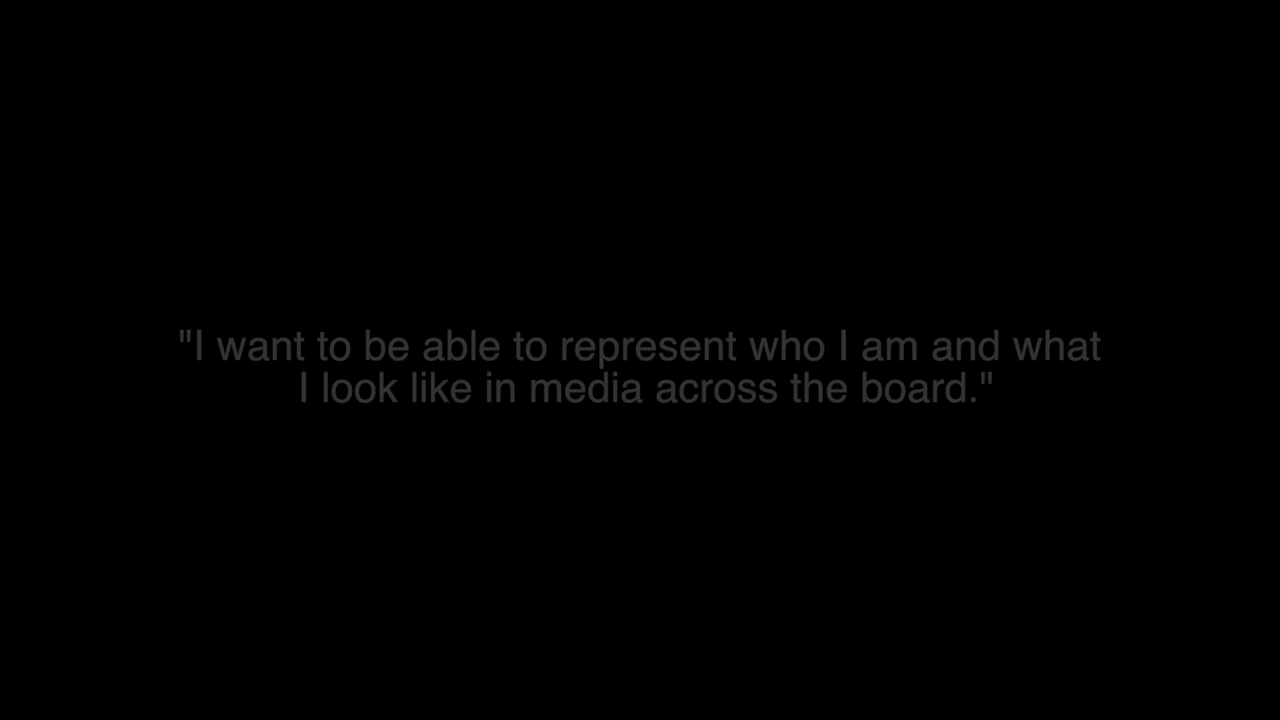 "I want to be able to represent who I am and what
I look like in media across the board."